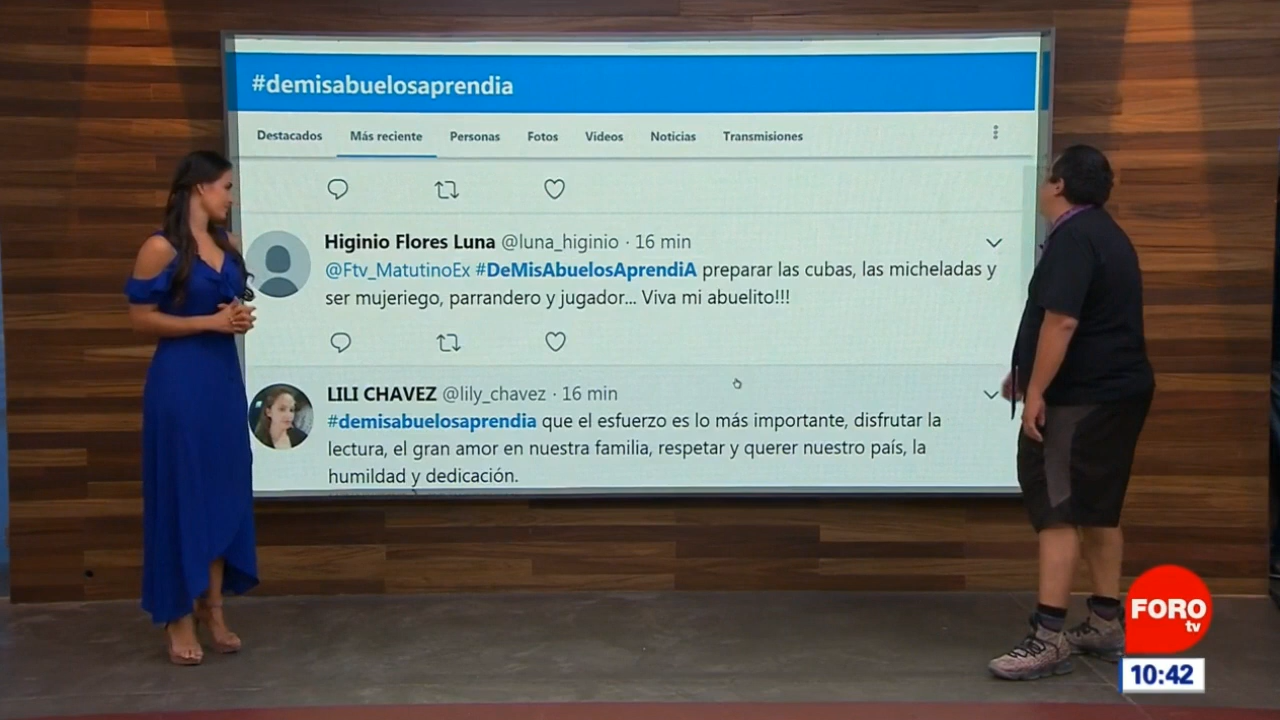 #demisabuelosaprendia
Destacados Más reciente Personas Fotos Videos Noticias Transmisiones
Higinio Flores Luna @luna_higinio · 16 min
@Ftv_MatutinoEx #DeMisAbuelosAprendiA preparar las cubas, las micheladas y
ser mujeriego, parrandero y jugador... Viva mi abuelito!!!
LILI CHAVEZ @lily_chavez · 16 min
#demisabuelosaprendia que el esfuerzo es lo más importante, disfrutar la
lectura, el gran amor en nuestra familia, respetar y querer nuestro país, la
humildad y dedicación.
FORO
tv
10:42